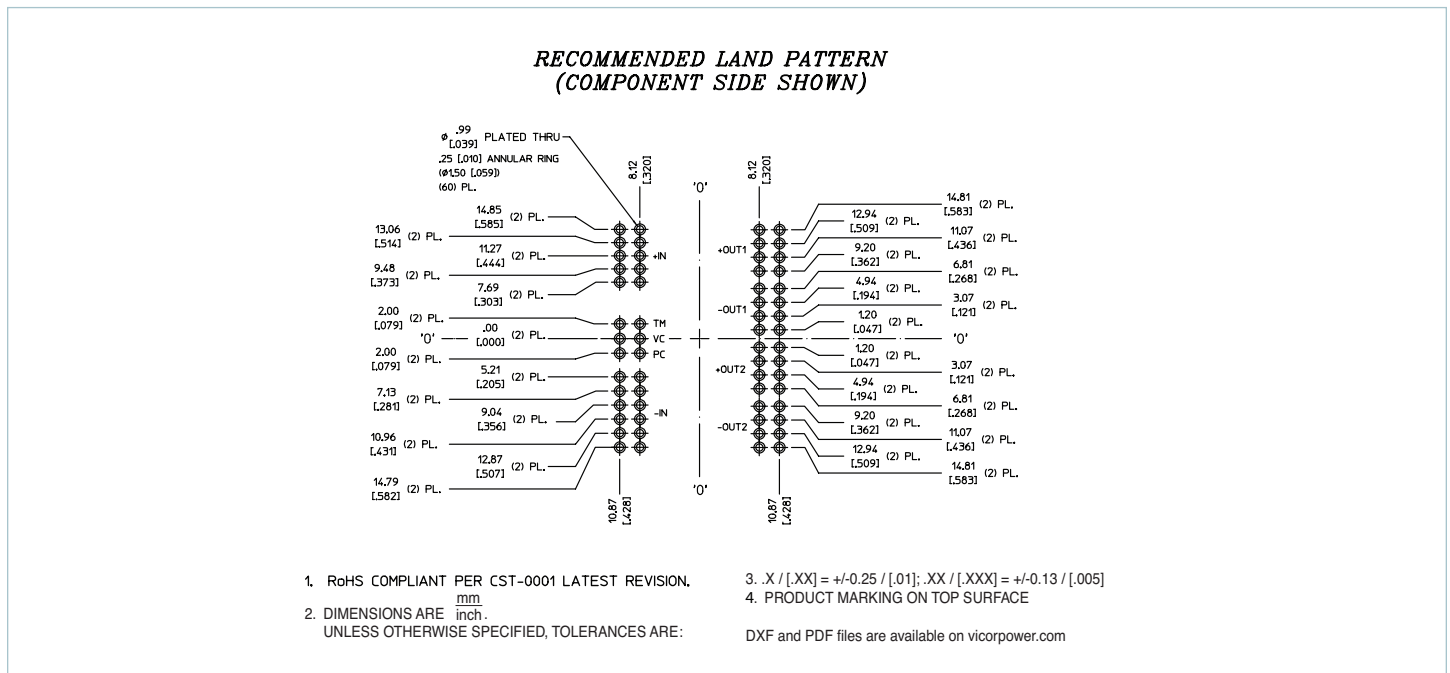 RECOMMENDED LAND PATTERN
(COMPONENT SIDE SHOWN)
ø .99 PLATED THRU
[.039]
.25 [.010] ANNULAR RING
(ø1.50 [.059])
(60) PL.
8.12
[.320]
'0'
8.12
[.320]
14.85
[.585] (2) PL.
13.06
[.514] (2) PL.
11.27
[.444] (2) PL.
9.48
[.373] (2) PL.
7.69
[.303] (2) PL.
2.00
[.079] (2) PL.
'0'
.00
[.000] (2) PL.
2.00
[.079] (2) PL.
5.21
[.205] (2) PL.
7.13
[.281] (2) PL.
9.04
[.356] (2) PL.
10.96
[.431] (2) PL.
12.87
[.507] (2) PL.
14.79
[.582] (2) PL.
+IN
TM
VC
PC
-IN
10.87
[.428]
'0'
+OUT1
-OUT1
+OUT2
-OUT2
10.87
[.428]
14.81
[.583] (2) PL.
12.94
[.509] (2) PL.
11.07
[.436] (2) PL.
9.20
[.362] (2) PL.
6.81
[.268] (2) PL.
4.94
[.194] (2) PL.
3.07
[.121] (2) PL.
1.20
[.047] (2) PL.
'0'
1.20
[.047] (2) PL.
3.07
[.121] (2) PL.
4.94
[.194] (2) PL.
6.81
[.268] (2) PL.
9.20
[.362] (2) PL.
11.07
[.436] (2) PL.
12.94
[.509] (2) PL.
14.81
[.583] (2) PL.
1. RoHS COMPLIANT PER CST-0001 LATEST REVISION.
2. DIMENSIONS ARE mm
inch.
UNLESS OTHERWISE SPECIFIED, TOLERANCES ARE:
3. .X / [.XX] = +/-0.25 / [.01]; .XX / [.XXX] = +/-0.13 / [.005]
4. PRODUCT MARKING ON TOP SURFACE
DXF and PDF files are available on vicorpower.com